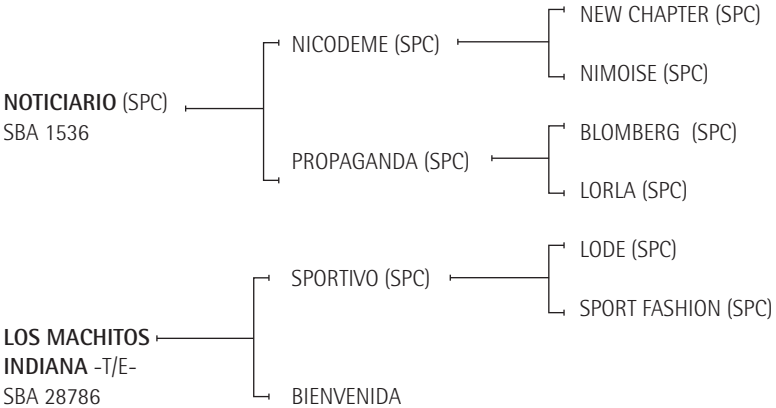 NEW CHAPTER (SPC)
NICODEME (SPC)
NIMOISE (SPC)
NOTICIARIO (SPC)
SBA 1536
BLOMBERG (SPC)
PROPAGANDA (SPC)
LORLA (SPC)
LODE (SPC)
SPORTIVO (SPC)
SPORT FASHION (SPC)
LOS MACHITOS
INDIANA -T/E-
SBA 28786
BIENVENIDA